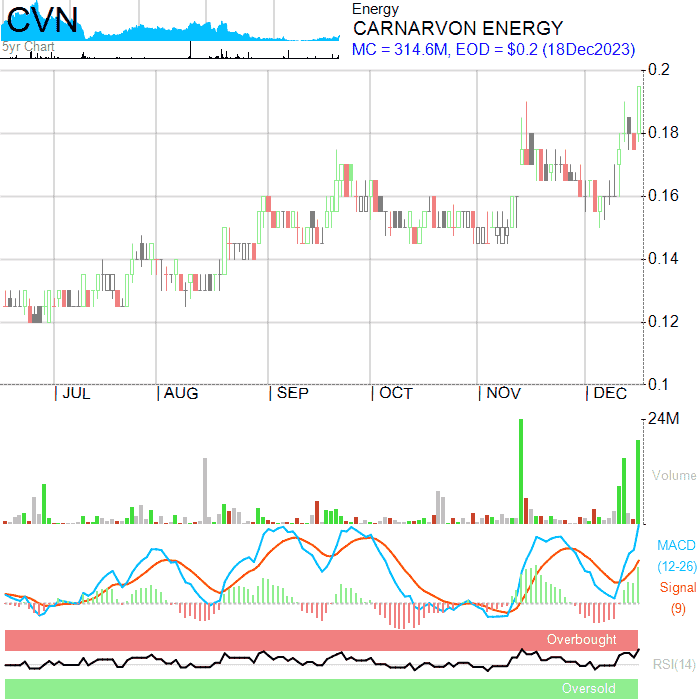 CVN
5yr Chart
Energy
CARNARVON ENERGY
MC = 314.6M, EOD = $0.2 (18Dec2023)
0.2
0.18
0.16
0.14
0.12
0.1
JUL
AUG
SEP
OCT
NOV
DEC
24M
Volume
MACD
(12-26)
Signal
(9)
Overbought
RSI(14)
Oversold